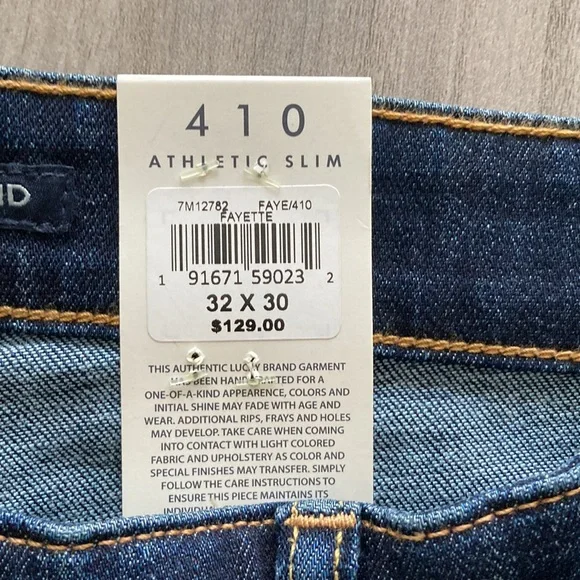 410
ATHLETIC SLIM
ND
7M12782 FAYE/410
FAYETTE
1 91671 59023 2
32 X 30
$129.00
THIS AUTHENTIC LUCKY BRAND GARMENT
HAS BEEN HANDCRAFTED FOR A
ONE-OF-A-KIND APPEARENCE, COLORS AND
INITIAL SHINE MAY FADE WITH AGE AND
WEAR. ADDITIONAL RIPS, FRAYS AND HOLES
MAY DEVELOP. TAKE CARE WHEN COMING
INTO CONTACT WITH LIGHT COLORED
FABRIC AND UPHOLSTERY AS COLOR AND
SPECIAL FINISHES MAY TRANSFER. SIMPLY
FOLLOW THE CARE INSTRUCTIONS TO
ENSURE THIS PIECE MAINTAINS ITS